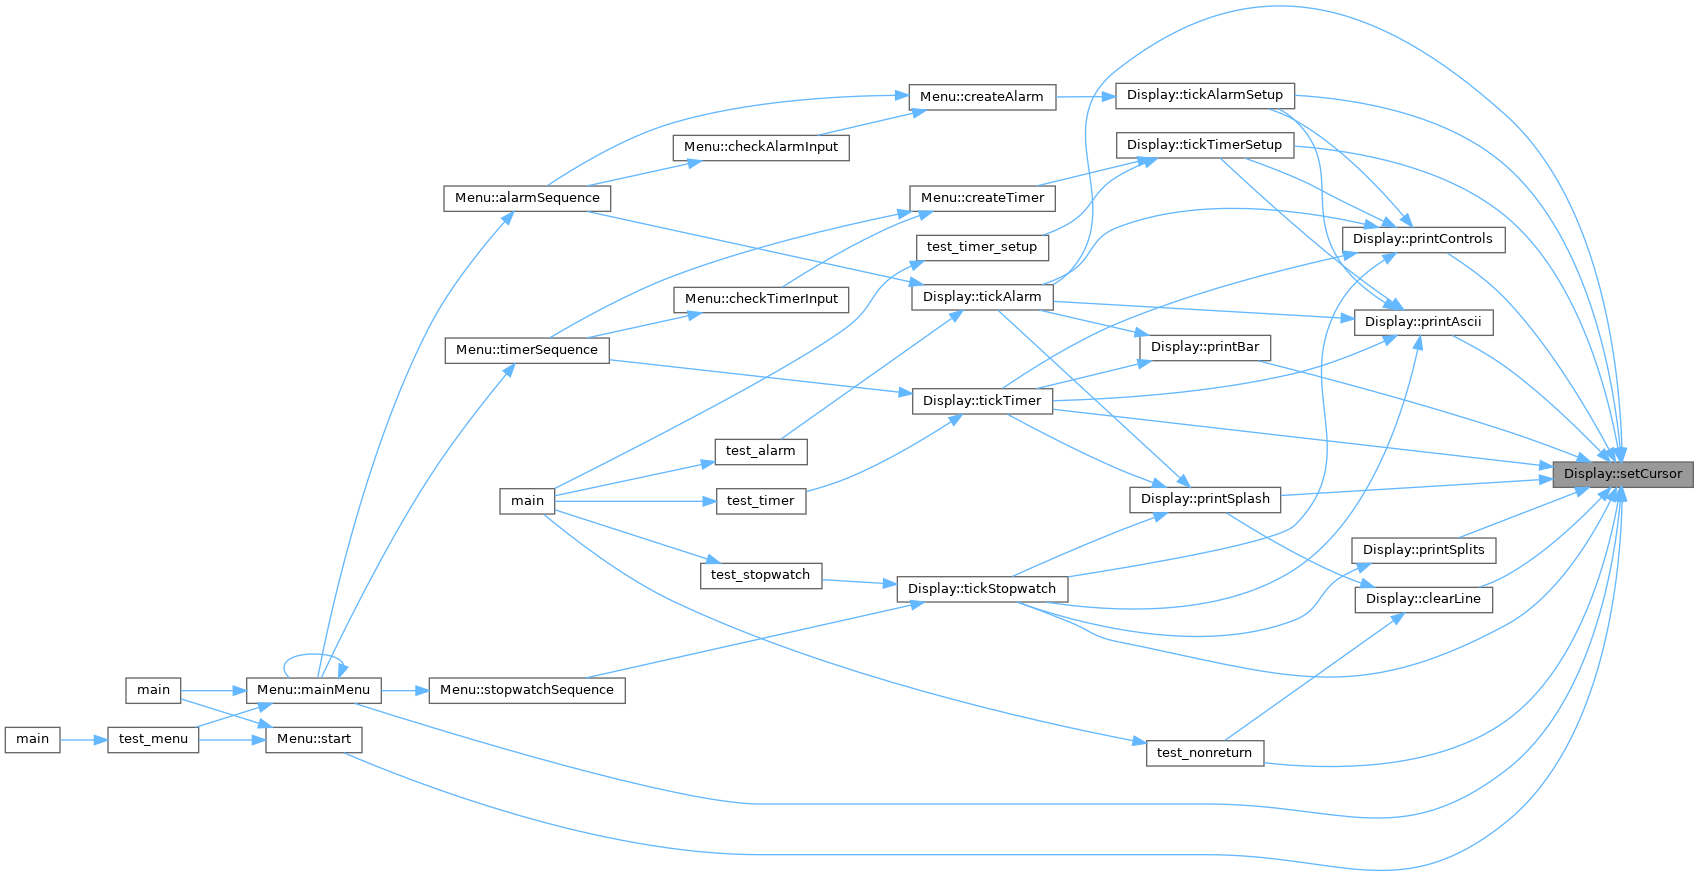 Display::tickAlarmSetup
Menu::createAlarm
Display::tickTimerSetup
Menu::checkAlarmInput
Menu::alarmSequence
Menu::createTimer
Display::printControls
test_timer_setup
Display::tickAlarm
Menu::checkTimerInput
Display::printAscii
Display::printBar
Menu::timerSequence
Display::tickTimer
test_alarm
Display::setCursor
main
test_timer
Display::printSplash
Display::printSplits
test_stopwatch
Display::tickStopwatch
Display::clearLine
main
Menu::mainMenu
Menu::stopwatchSequence
main
test_menu
Menu::start
test_nonreturn